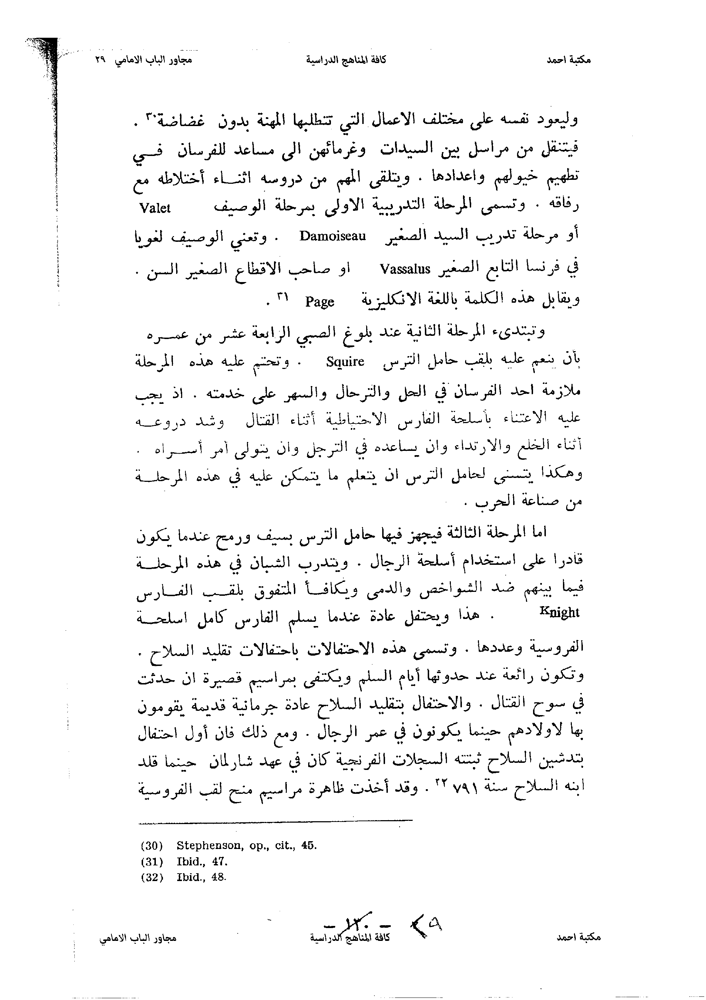 مكتبة احمد كافة المناهج الدراسية مجاور الباب الامامي ٢٩
وليعود نفسه على مختلف الاعمال التي تتطلبها المهنة بدون غضاضة٣٠ .
فيتنقل من مراسل بين السيدات وغرمائهن الى مساعد للفرسان فــي
تطهيم خيولهم واعدادها . ويتلقى المهم من دروسه اثنــاء أختلاطه مع
رفاقه . وتسمى المرحلة التدريبية الاولى بمرحلة الوصيف Valet
أو مرحلة تدريب السيد الصغير Damoiseau . وتعني الوصيف لغويا
في فرنسا التابع الصغير Vassalus او صاحب الاقطاع الصغير السن .
ويقابل هذه الكلمة باللغة الانكليزية Page ٣١ .
وتبتدىء المرحلة الثانية عند بلوغ الصبي الرابعة عشر من عمــره
بأن ينعم عليه بلقب حامل الترس Squire . وتحتم عليه هذه المرحلة
ملازمة احد الفرسان في الحل والترحال والسهر على خدمته . اذ يجب
عليه الاعتناء بأسلحة الفارس الاحتياطية أثناء القتال وشد دروعــه
أثناء الخلع والارتداء وان يساعده في الترجل وان يتولى أمر أســراه .
وهكذا يتسنى لحامل الترس ان يتعلم ما يتمكن عليه في هذه المرحلــة
من صناعة الحرب .
اما المرحلة الثالثة فيجهز فيها حامل الترس بسيف ورمح عندما يكون
قادرا على استخدام أسلحة الرجال . ويتدرب الشبان في هذه المرحلــة
فيما بينهم ضد الشواخص والدمى ويكافــأ المتفوق بلقــب الفــارس
Knight . هذا ويحتفل عادة عندما يسلم الفارس كامل اسلحــة
الفروسية وعددها . وتسمى هذه الاحتفالات باحتفالات تقليد السلاح .
وتكون رائعة عند حدوثها أيام السلم ويكتفى بمراسيم قصيرة ان حدثت
في سوح القتال . والاحتفال بتقليد السلاح عادة جرمانية قديمة يقومون
بها لاولادهم حينما يكونون في عمر الرجال . ومع ذلك فان أول احتفال
بتدشين السلاح ثبتته السجلات الفرنجية كان في عهد شارلمان حينما قلد
ابنه السلاح سنة ٧٩١ ٣٢ . وقد أخذت ظاهرة مراسيم منح لقب الفروسية
(30) Stephenson, op., cit., 45.
(31) Ibid., 47.
(32) Ibid., 48.
٢٩ - ١٣٠ -
مكتبة احمد كافة المناهج الدراسية مجاور الباب الامامي